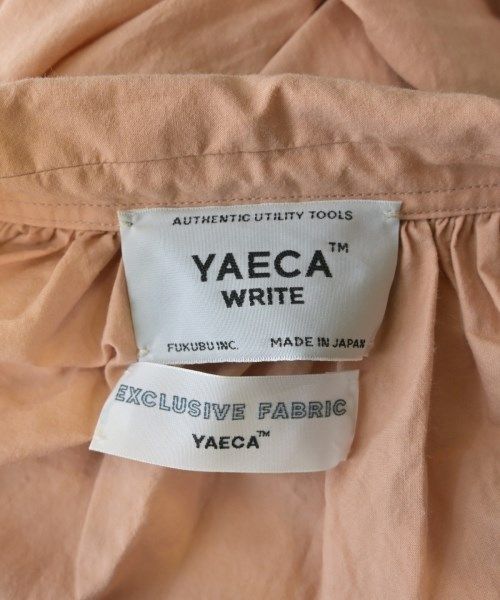 AUTHENTIC UTILITY TOOLS
YAECA™
WRITE
FUKUBU INC. MADE IN JAPAN
EXCLUSIVE FABRIC
YAECA™